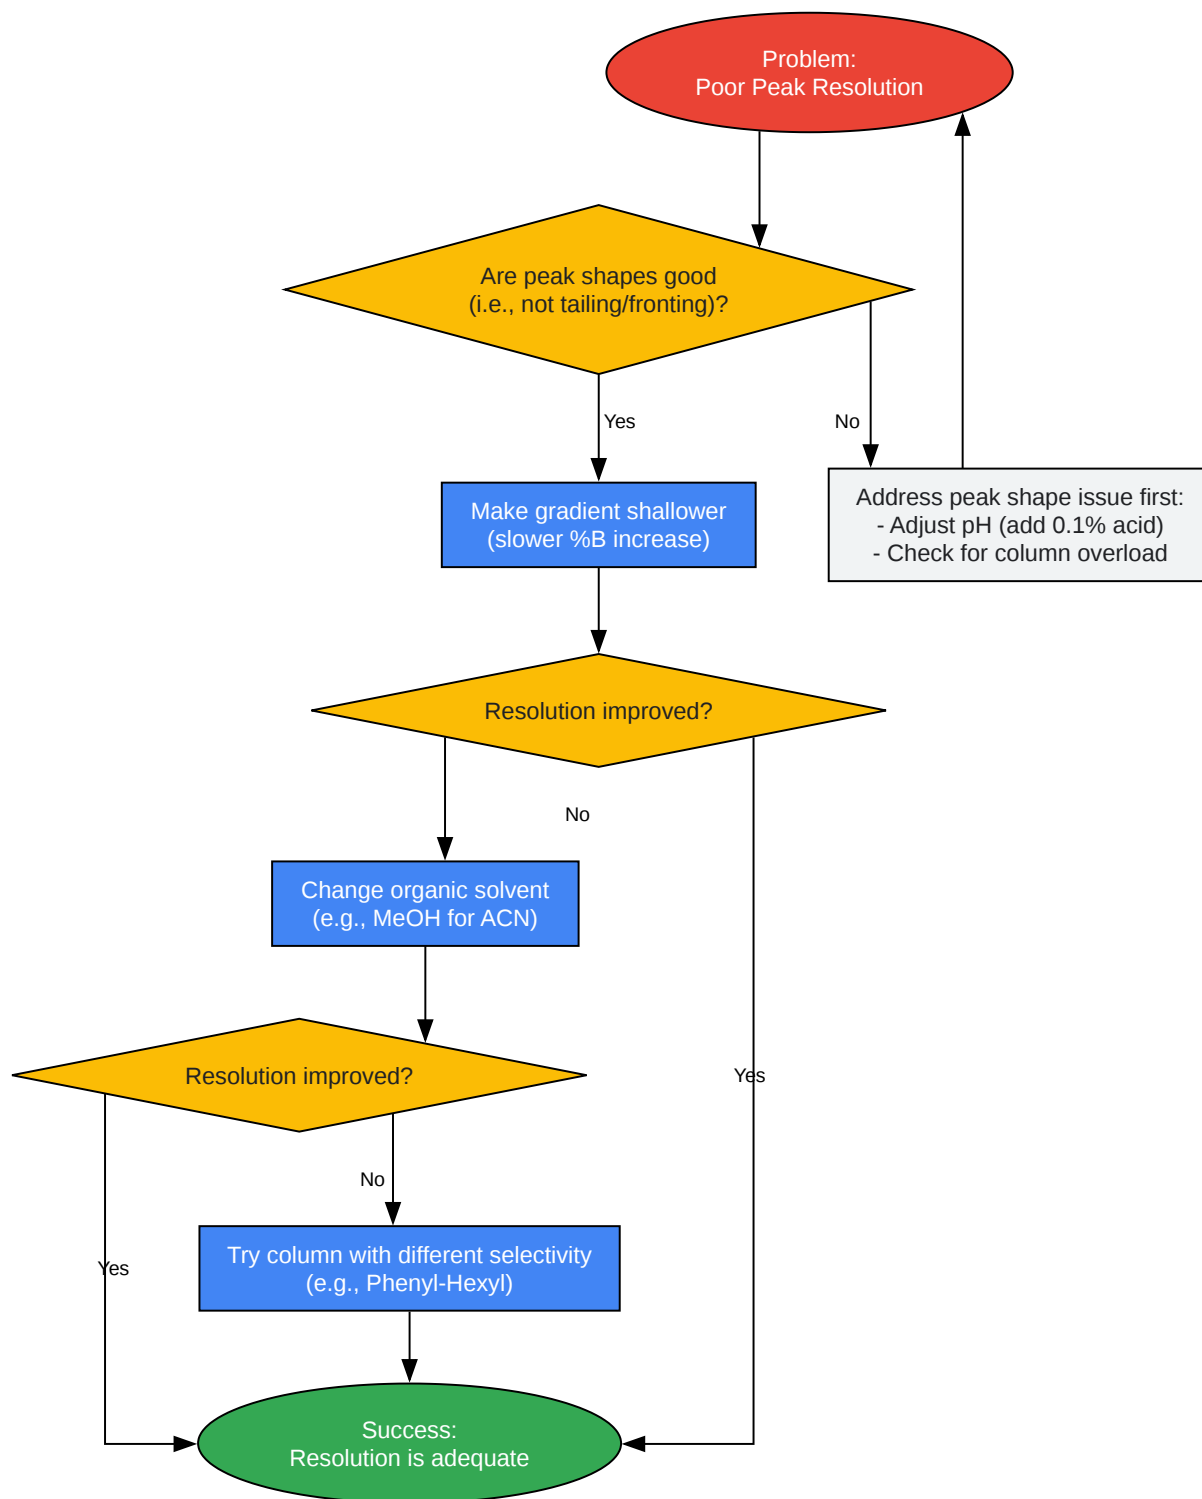 Problem:
Poor Peak Resolution
Are peak shapes good
(i.e., not tailing/fronting)?
Yes
No
Make gradient shallower
(slower %B increase)
Address peak shape issue first:
- Adjust pH (add 0.1% acid)
- Check for column overload
Resolution improved?
No
Change organic solvent
(e.g., MeOH for ACN)
Resolution improved?
Yes
No
Try column with different selectivity
(e.g., Phenyl-Hexyl)
Yes
Success:
Resolution is adequate